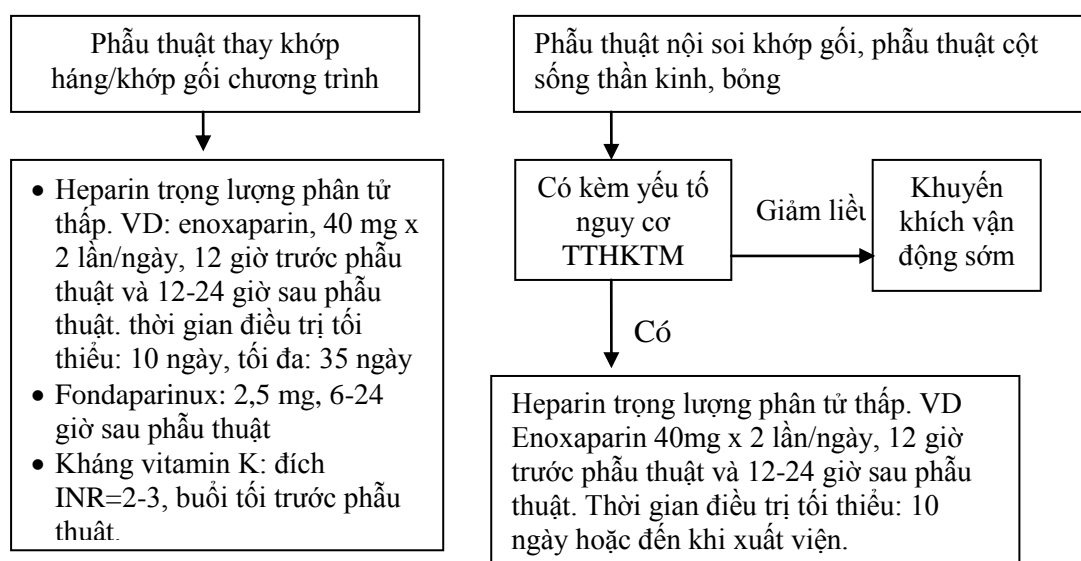 Phẫu thuật thay khớp
háng/khớp gối chương trình
• Heparin trọng lượng phân tử
thấp. VD: enoxaparin, 40 mg x
2 lần/ngày, 12 giờ trước phẫu
thuật và 12-24 giờ sau phẫu
thuật. thời gian điều trị tối
thiểu: 10 ngày, tối đa: 35 ngày
• Fondaparinux: 2,5 mg, 6-24
giờ sau phẫu thuật
• Kháng vitamin K: đích
INR=2-3, buổi tối trước phẫu
thuật.
Phẫu thuật nội soi khớp gối, phẫu thuật cột
sống thần kinh, bỏng
Có kèm yếu tố
nguy cơ
TTHKTM
Giảm liều
Khuyến
khích vận
động sớm
Có
Heparin trọng lượng phân tử thấp. VD
Enoxaparin 40mg x 2 lần/ngày, 12 giờ
trước phẫu thuật và 12-24 giờ sau phẫu
thuật. Thời gian điều trị tối thiểu: 10
ngày hoặc đến khi xuất viện.